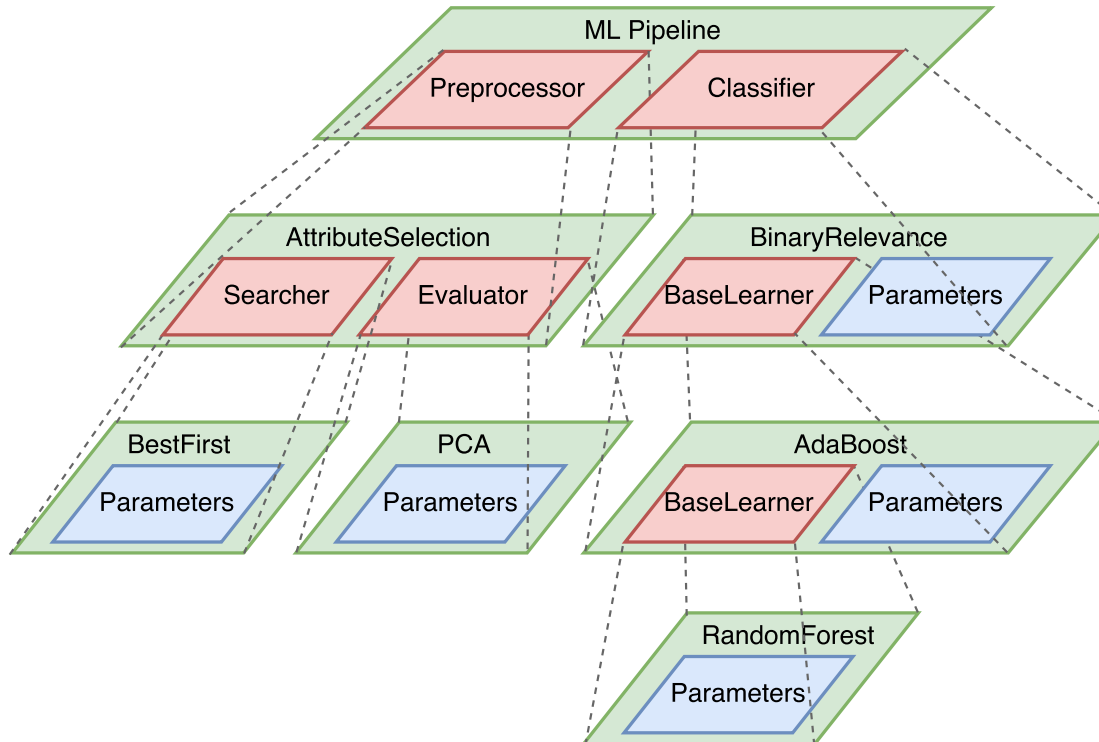 ML Pipeline
Preprocessor
Classifier
AttributeSelection
BinaryRelevance
Searcher
Evaluator
BaseLearner
Parameters
BestFirst
PCA
AdaBoost
Parameters
Parameters
BaseLearner
Parameters
RandomForest
Parameters